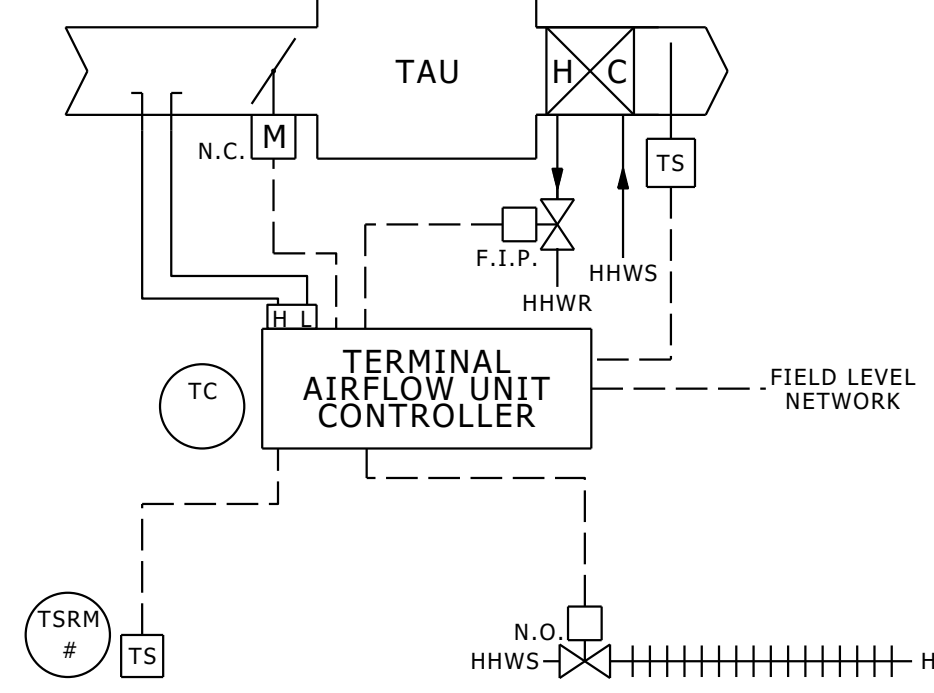 TAU
H C
M
N.C.
TS
F.I.P.
HHWS
HHWR
H L
TERMINAL
AIRFLOW UNIT
CONTROLLER
TC
FIELD LEVEL
NETWORK
TSRM
#
TS
N.O.
HHWS
H